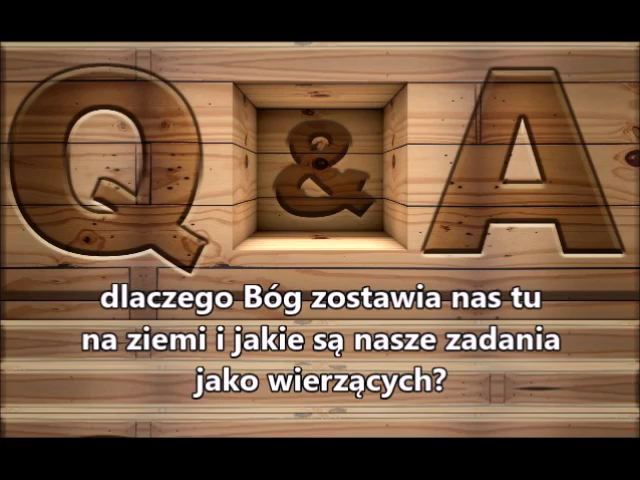 Q & A
dlaczego Bóg zostawia nas tu
na ziemi i jakie są nasze zadania
jako wierzących?